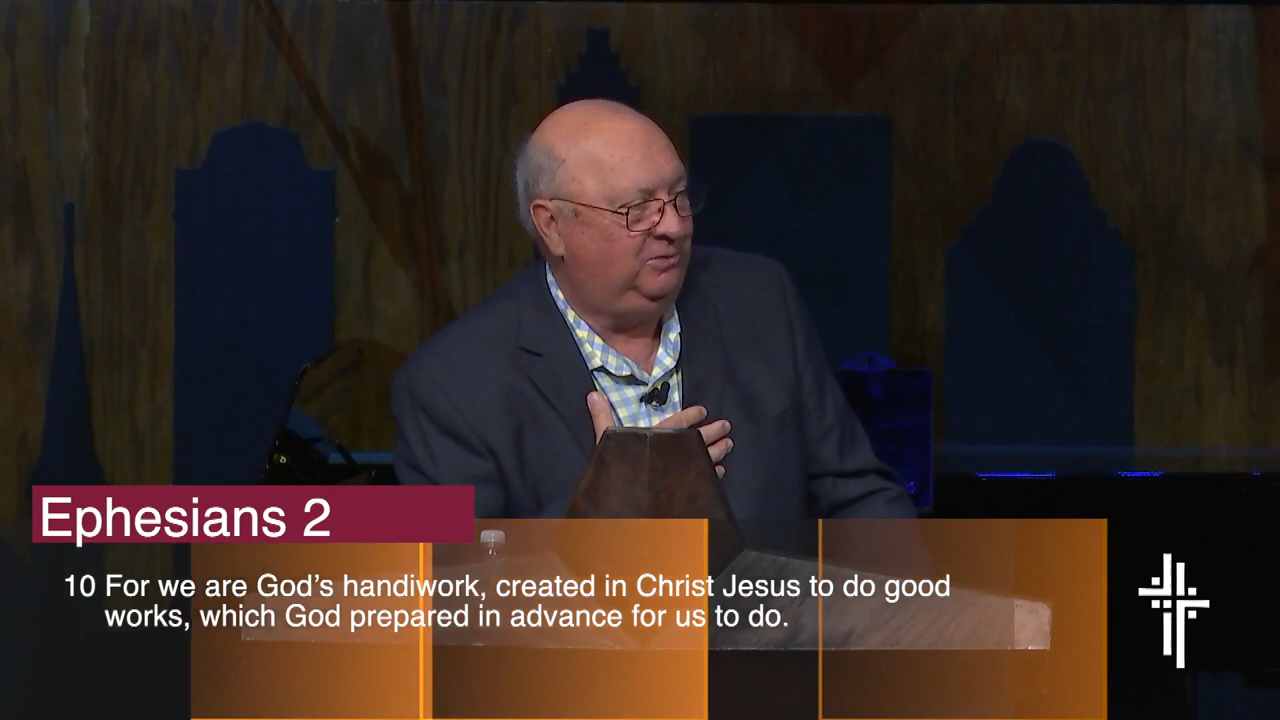 Ephesians 2
10 For we are God’s handiwork, created in Christ Jesus to do good
works, which God prepared in advance for us to do.